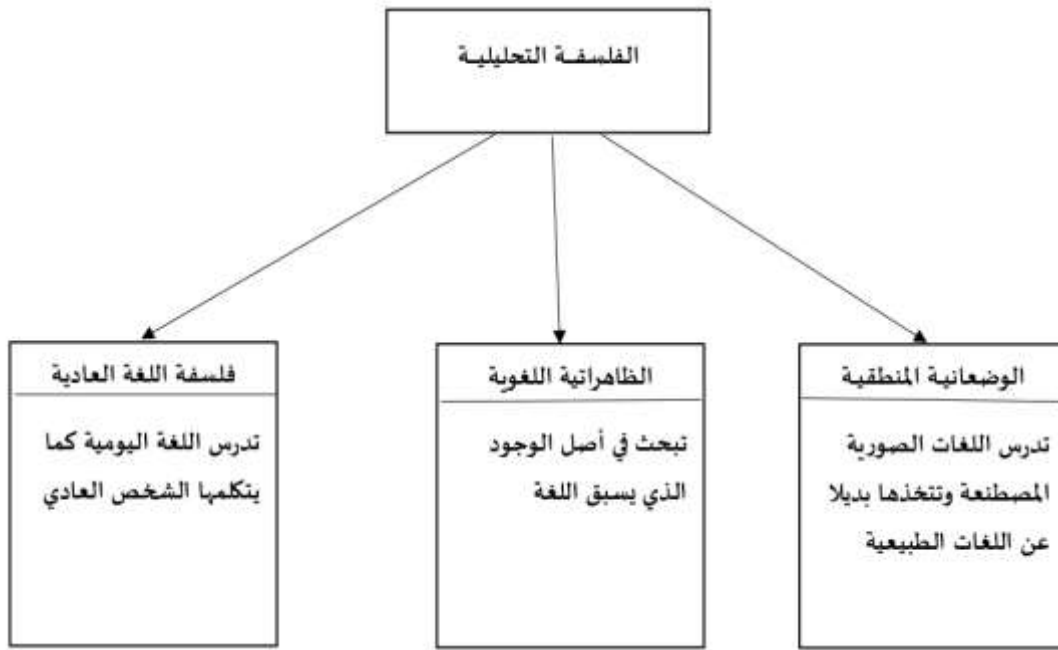 الفلسفة التحليلية
الوضعانية المنطقية
تدرس اللغات الصورية
المصطنعة وتتخذها بديلا
عن اللغات الطبيعية
الظاهراتية اللغوية
تبحث في أصل الوجود
الذي يسبق اللغة
فلسفة اللغة العادية
تدرس اللغة اليومية كما
يتكلمها الشخص العادي